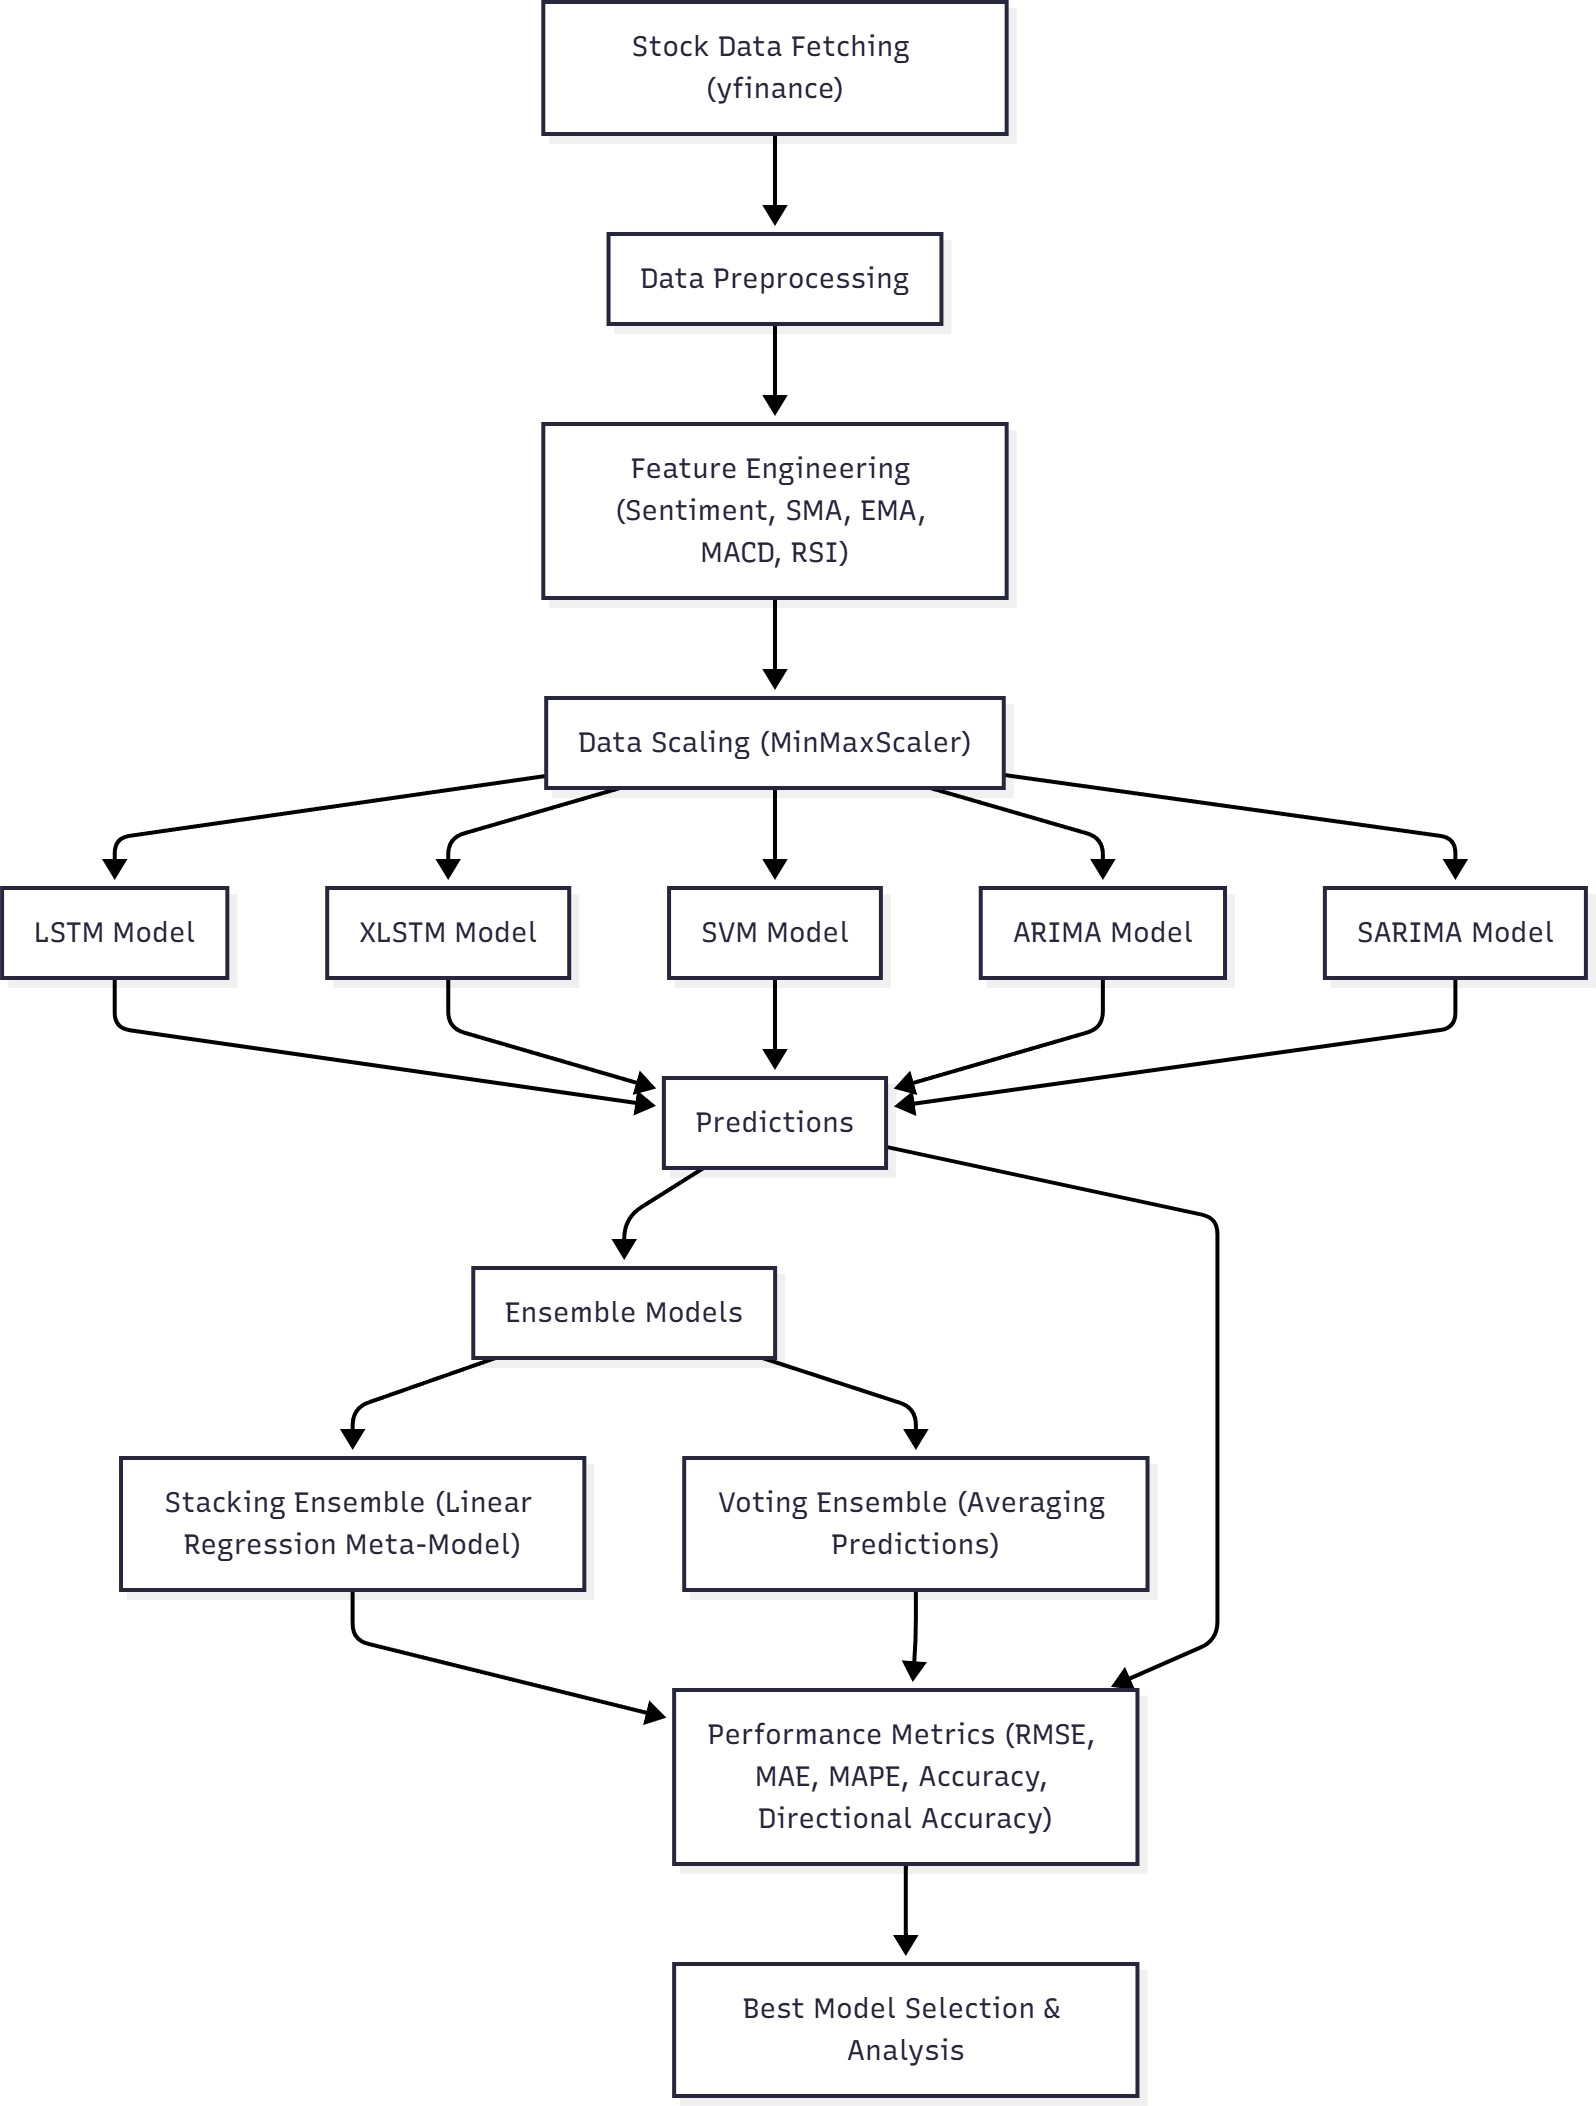 Stock Data Fetching
(yfinance)
Data Preprocessing
Feature Engineering
(Sentiment, SMA, EMA,
MACD, RSI)
Data Scaling (MinMaxScaler)
LSTM Model
XLSTM Model
SVM Model
ARIMA Model
SARIMA Model
Predictions
Ensemble Models
Stacking Ensemble (Linear
Regression Meta-Model)
Voting Ensemble (Averaging
Predictions)
Performance Metrics (RMSE,
MAE, MAPE, Accuracy,
Directional Accuracy)
Best Model Selection &
Analysis